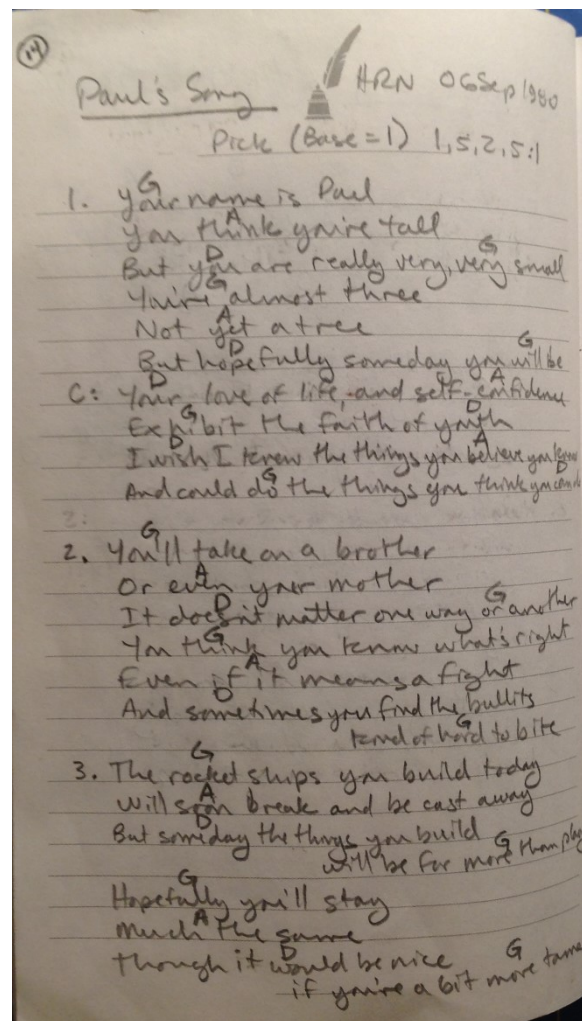 14
Paul's Song
HRN 06Sep1980
Pick (Base=1) 1,5,2,5:1
G
1. Your name is Paul
A
You think you're tall
D G
But you are really very, very small
G
You're almost three
A
Not yet a tree
D G
But hopefully someday you will be
D A
C: Your love of life, and self-confidence
G D
Exhibit the faith of youth
D A
I wish I knew the things you believe you know
G D
And could do the things you think you can do
2:
G
2. You'll take on a brother
A
Or even your mother
D G
It doesn't matter one way or another
G
You think you know what's right
A
Even if it means a fight
D
And sometimes you find the bullits
G
kind of hard to bite
G
3. The rocket ships you build today
A
will soon break and be cast away
D
But someday the things you build
G
will be far more than play
G
Hopefully you'll stay
A
much the same
D
though it would be nice
G
if you're a bit more tame